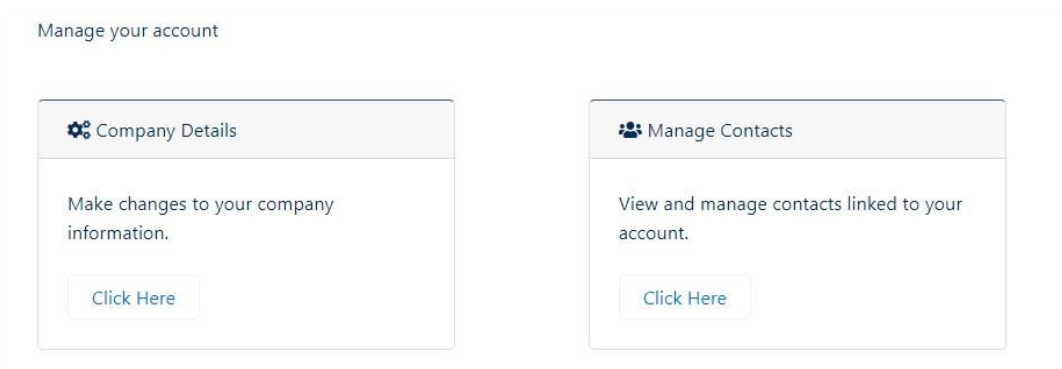 Manage your account
Company Details
Make changes to your company
information.
Click Here
Manage Contacts
View and manage contacts linked to your
account.
Click Here